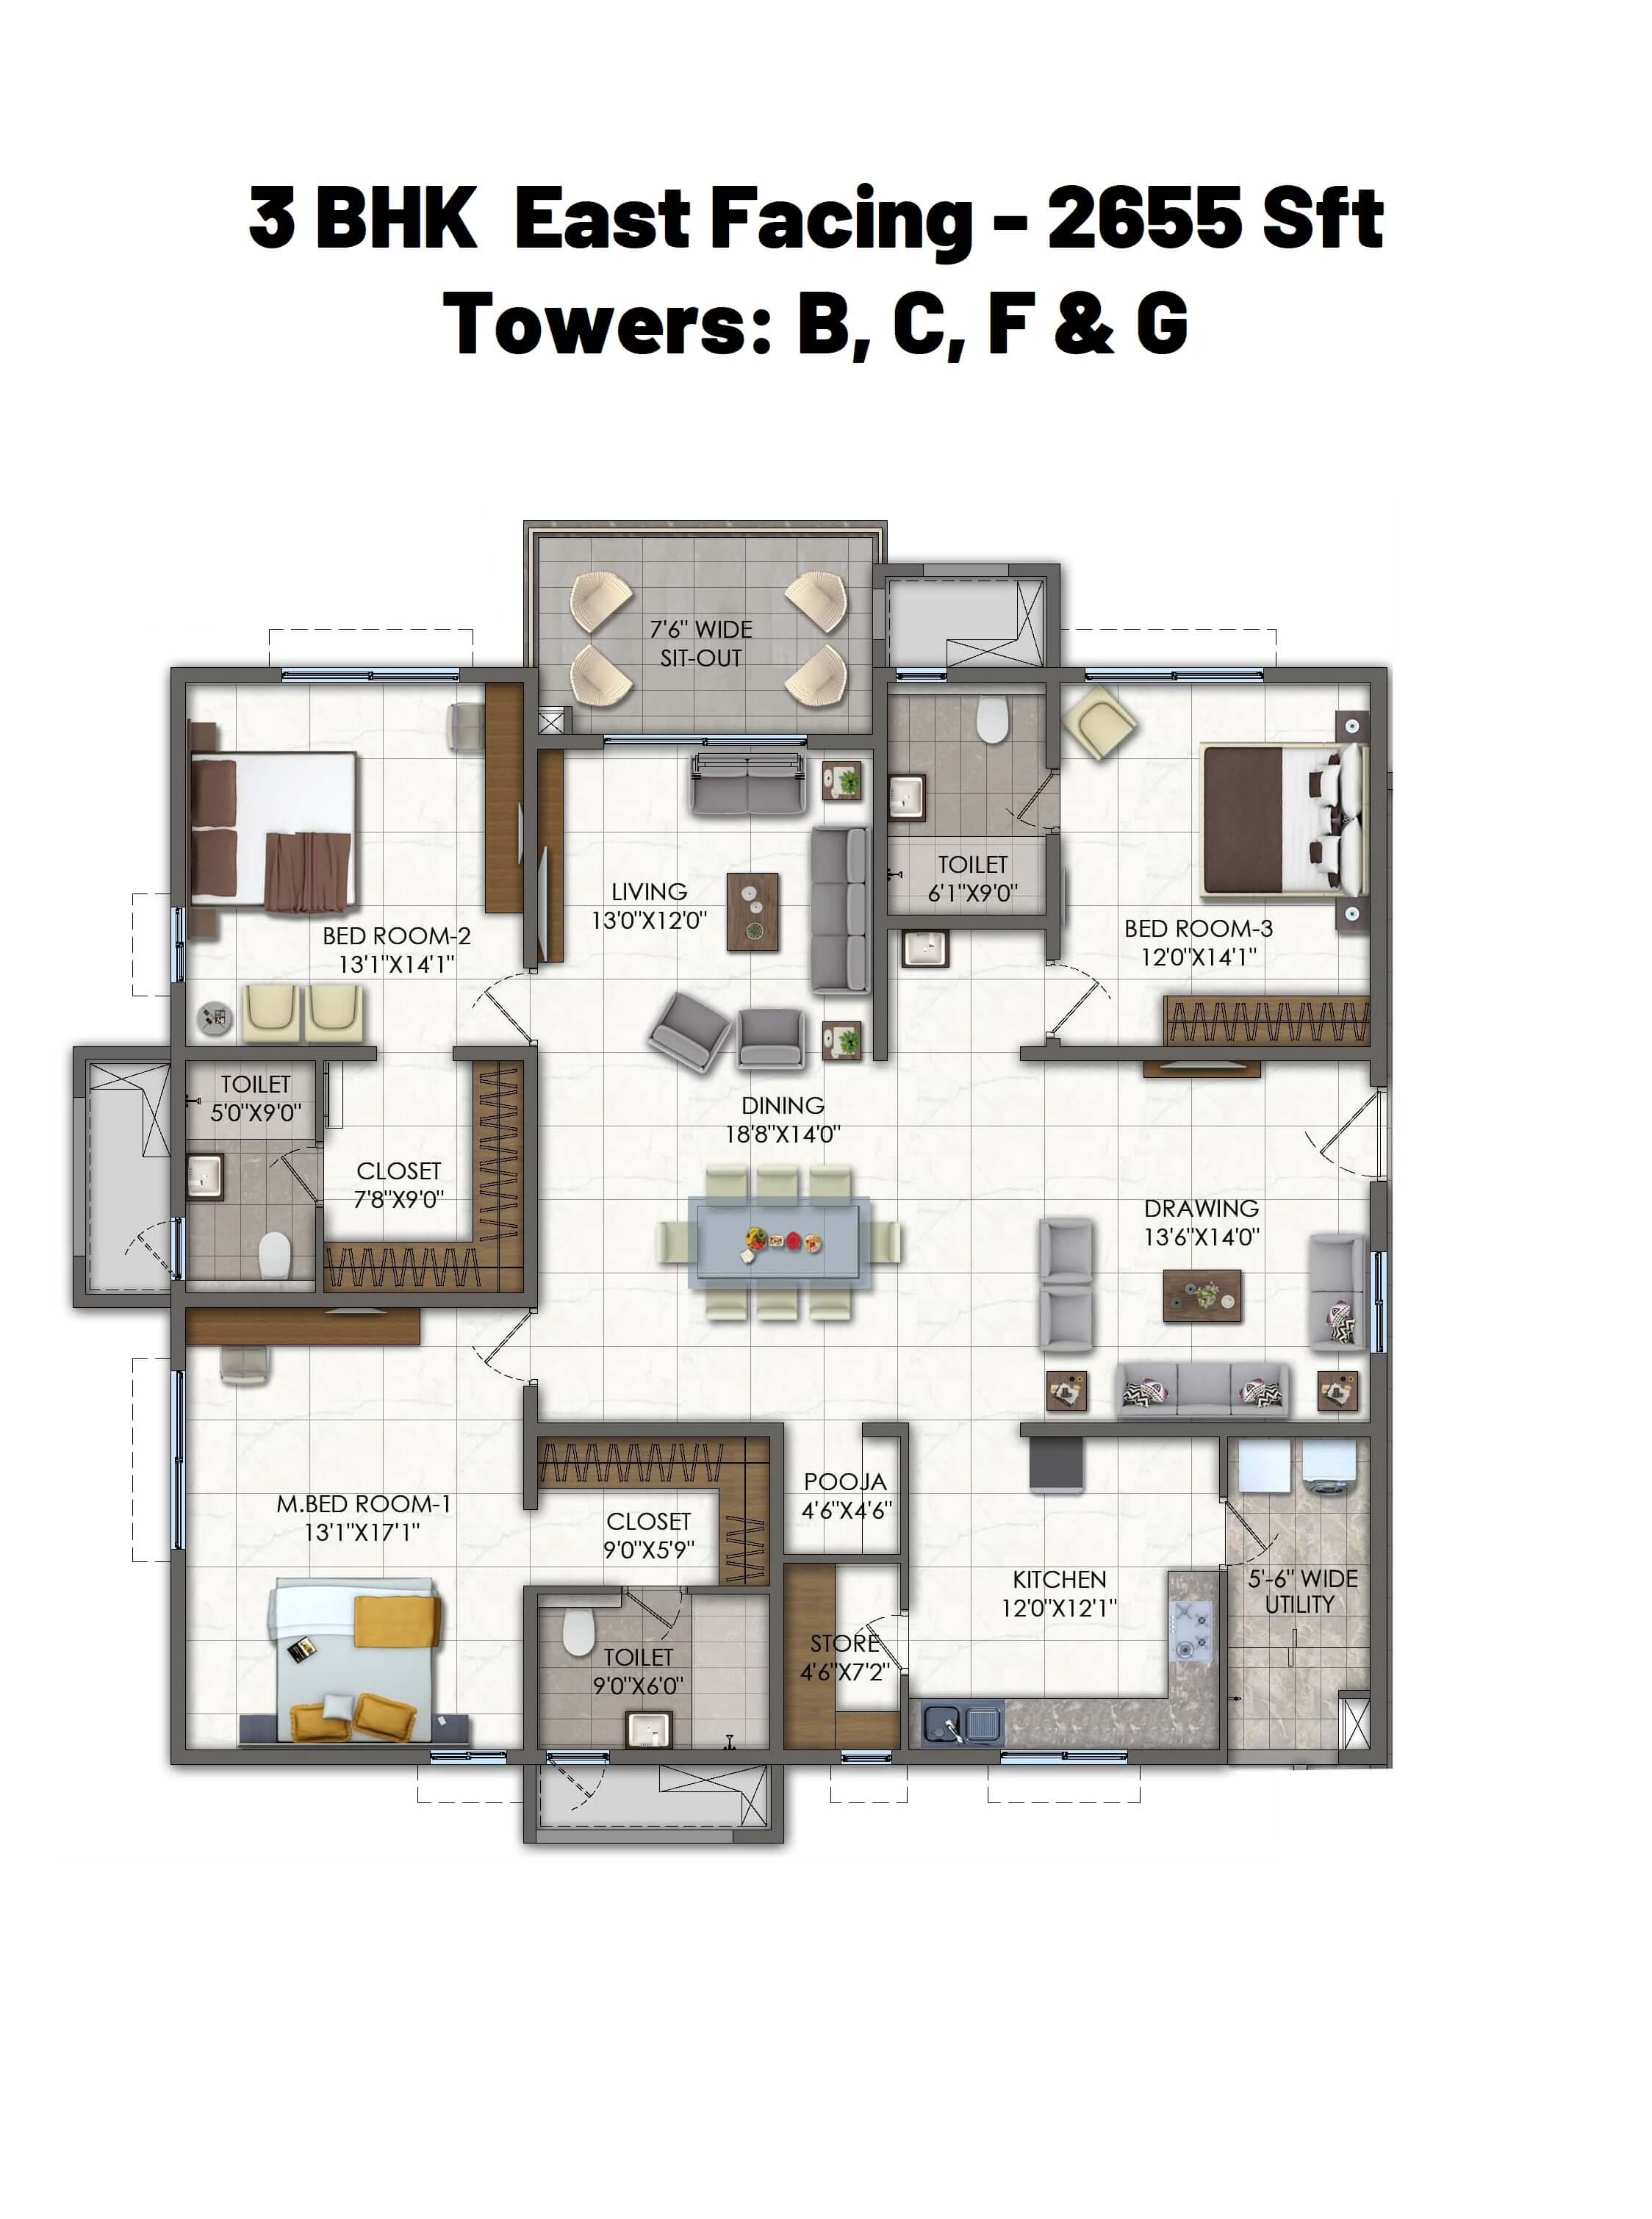 3 BHK East Facing - 2655 Sft
Towers: B, C, F & G
7'6" WIDE
SIT-OUT
TOILET
6'1"X9'0"
LIVING
13'0"X12'0"
BED ROOM-2
13'1"X14'1"
BED ROOM-3
12'0"X14'1"
TOILET
5'0"X9'0"
DINING
18'8"X14'0"
CLOSET
7'8"X9'0"
DRAWING
13'6"X14'0"
POOJA
4'6"X4'6"
M.BED ROOM-1
13'1"X17'1"
CLOSET
9'0"X5'9"
KITCHEN
12'0"X12'1"
5'-6" WIDE
UTILITY
STORE
4'6"X7'2"
TOILET
9'0"X6'0"